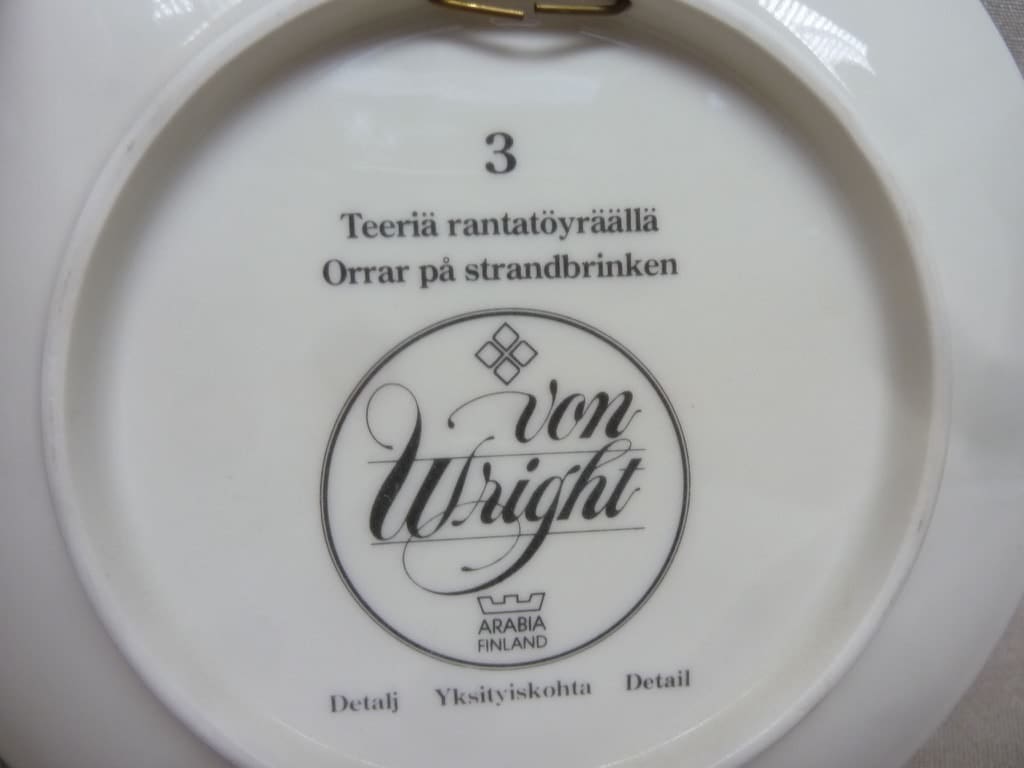 3
Teeriä rantatöyräällä
Orrar på strandbrinken
von
Wright
ARABIA
FINLAND
Detalj Yksityiskohta Detail